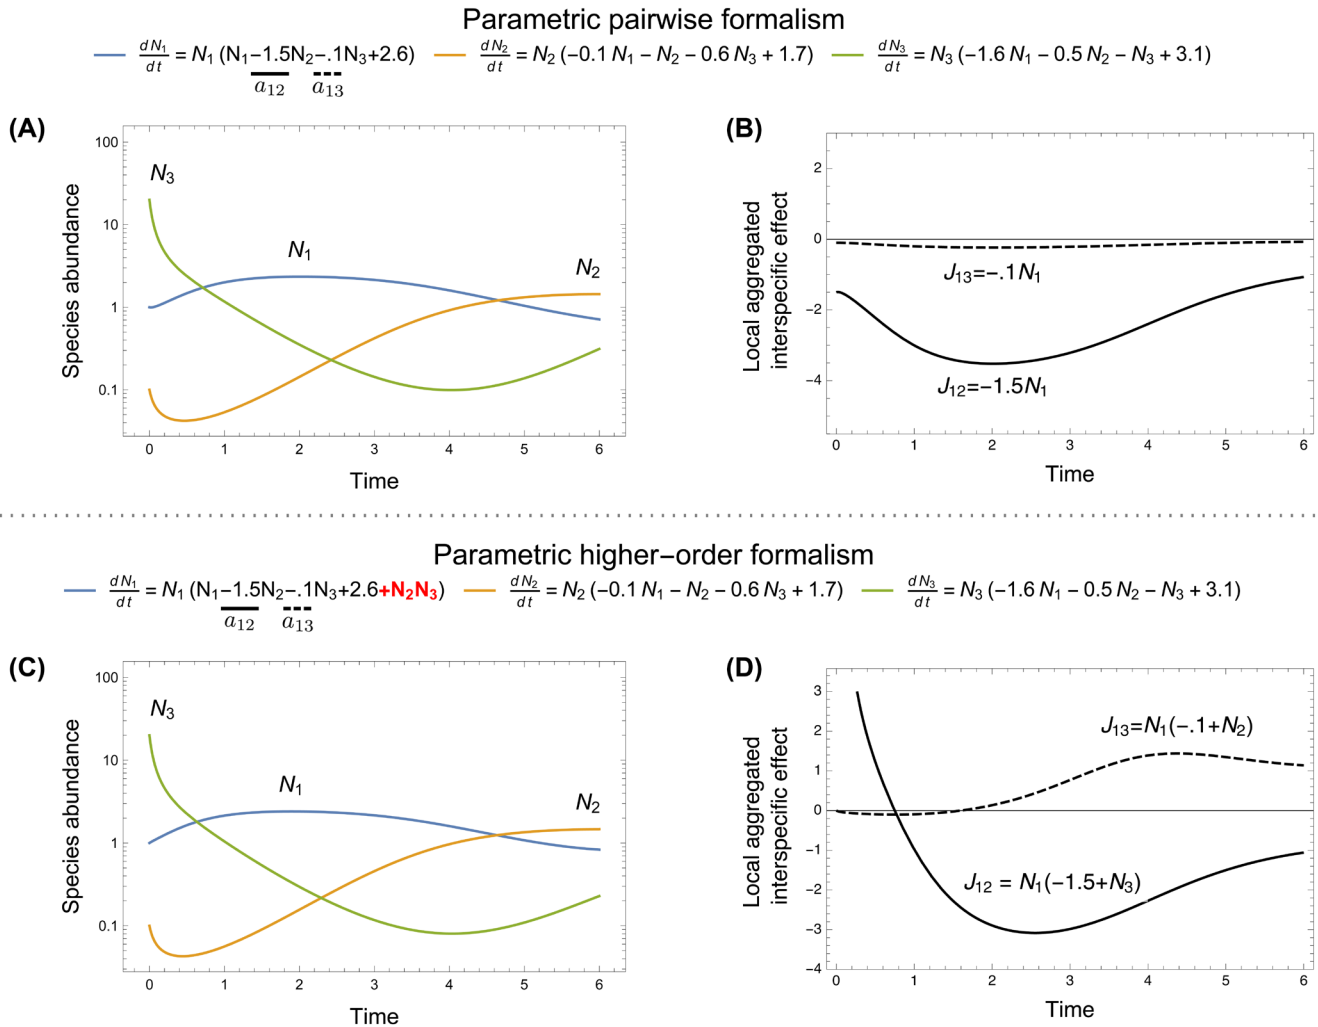 Parametric pairwise formalism
dN₁/dt = N₁ (N₁−1.5N₂−.1N₃+2.6) dN₂/dt = N₂ (−0.1 N₁ − N₂ − 0.6 N₃ + 1.7) dN₃/dt = N₃ (−1.6 N₁ − 0.5 N₂ − N₃ + 3.1)
a₁₂ a₁₃
(A)
Species abundance
100
10
1
0.1
N₃
N₁
N₂
0 1 2 3 4 5 6
Time
(B)
Local aggregated
interspecific effect
2
0
−2
−4
J₁₃=−.1N₁
J₁₂=−1.5N₁
0 1 2 3 4 5 6
Time
Parametric higher−order formalism
dN₁/dt = N₁ (N₁−1.5N₂−.1N₃+2.6+N₂N₃) dN₂/dt = N₂ (−0.1 N₁ − N₂ − 0.6 N₃ + 1.7) dN₃/dt = N₃ (−1.6 N₁ − 0.5 N₂ − N₃ + 3.1)
a₁₂ a₁₃
(C)
Species abundance
100
10
1
0.1
N₃
N₁
N₂
0 1 2 3 4 5 6
Time
(D)
Local aggregated
interspecific effect
3
2
1
0
−1
−2
−3
−4
J₁₃=N₁(−.1+N₂)
J₁₂ = N₁(−1.5+N₃)
0 1 2 3 4 5 6
Time